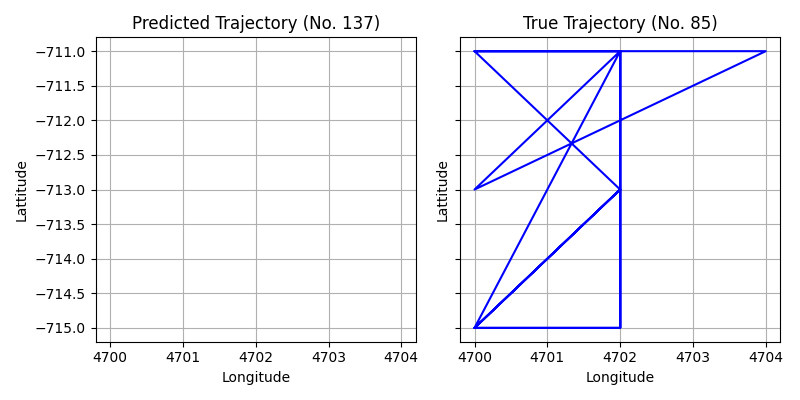 Predicted Trajectory (No. 137)
True Trajectory (No. 85)
−711.0
−711.5
−712.0
−712.5
−713.0
−713.5
−714.0
−714.5
−715.0
Lattitude
Lattitude
4700 4701 4702 4703 4704
4700 4701 4702 4703 4704
Longitude
Longitude